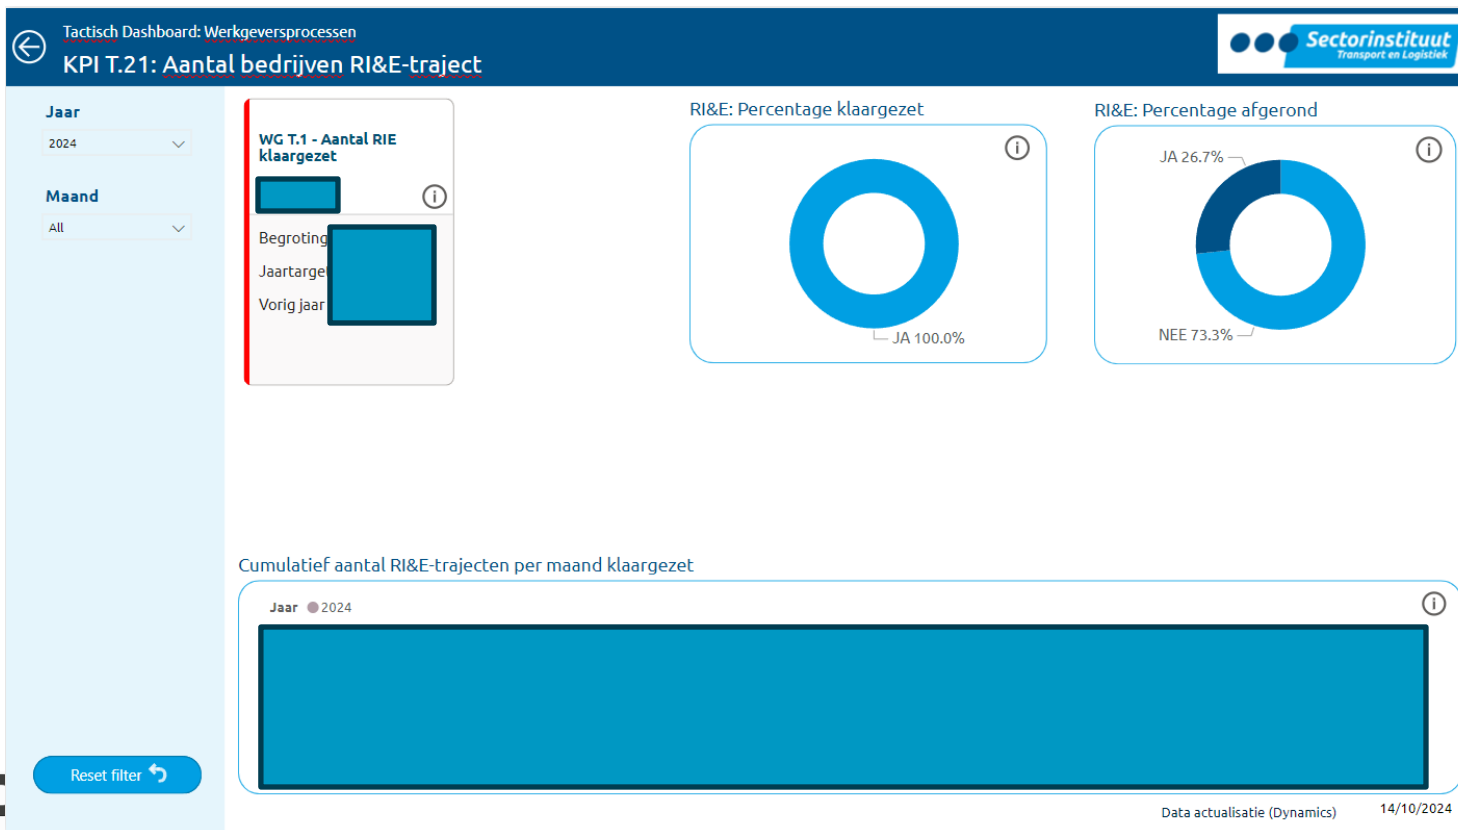 Tactisch Dashboard: Werkgeversprocessen
KPI T.21: Aantal bedrijven RI&E-traject
Sectorinstituut
Transport en Logistiek
Jaar
2024
Maand
All
Reset filter
WG T.1 - Aantal RIE
klaargezet
Begroting
Jaartarget
Vorig jaar
RI&E: Percentage klaargezet
JA 100.0%
RI&E: Percentage afgerond
JA 26.7%
NEE 73.3%
Cumulatief aantal RI&E-trajecten per maand klaargezet
Jaar 2024
Data actualisatie (Dynamics) 14/10/2024